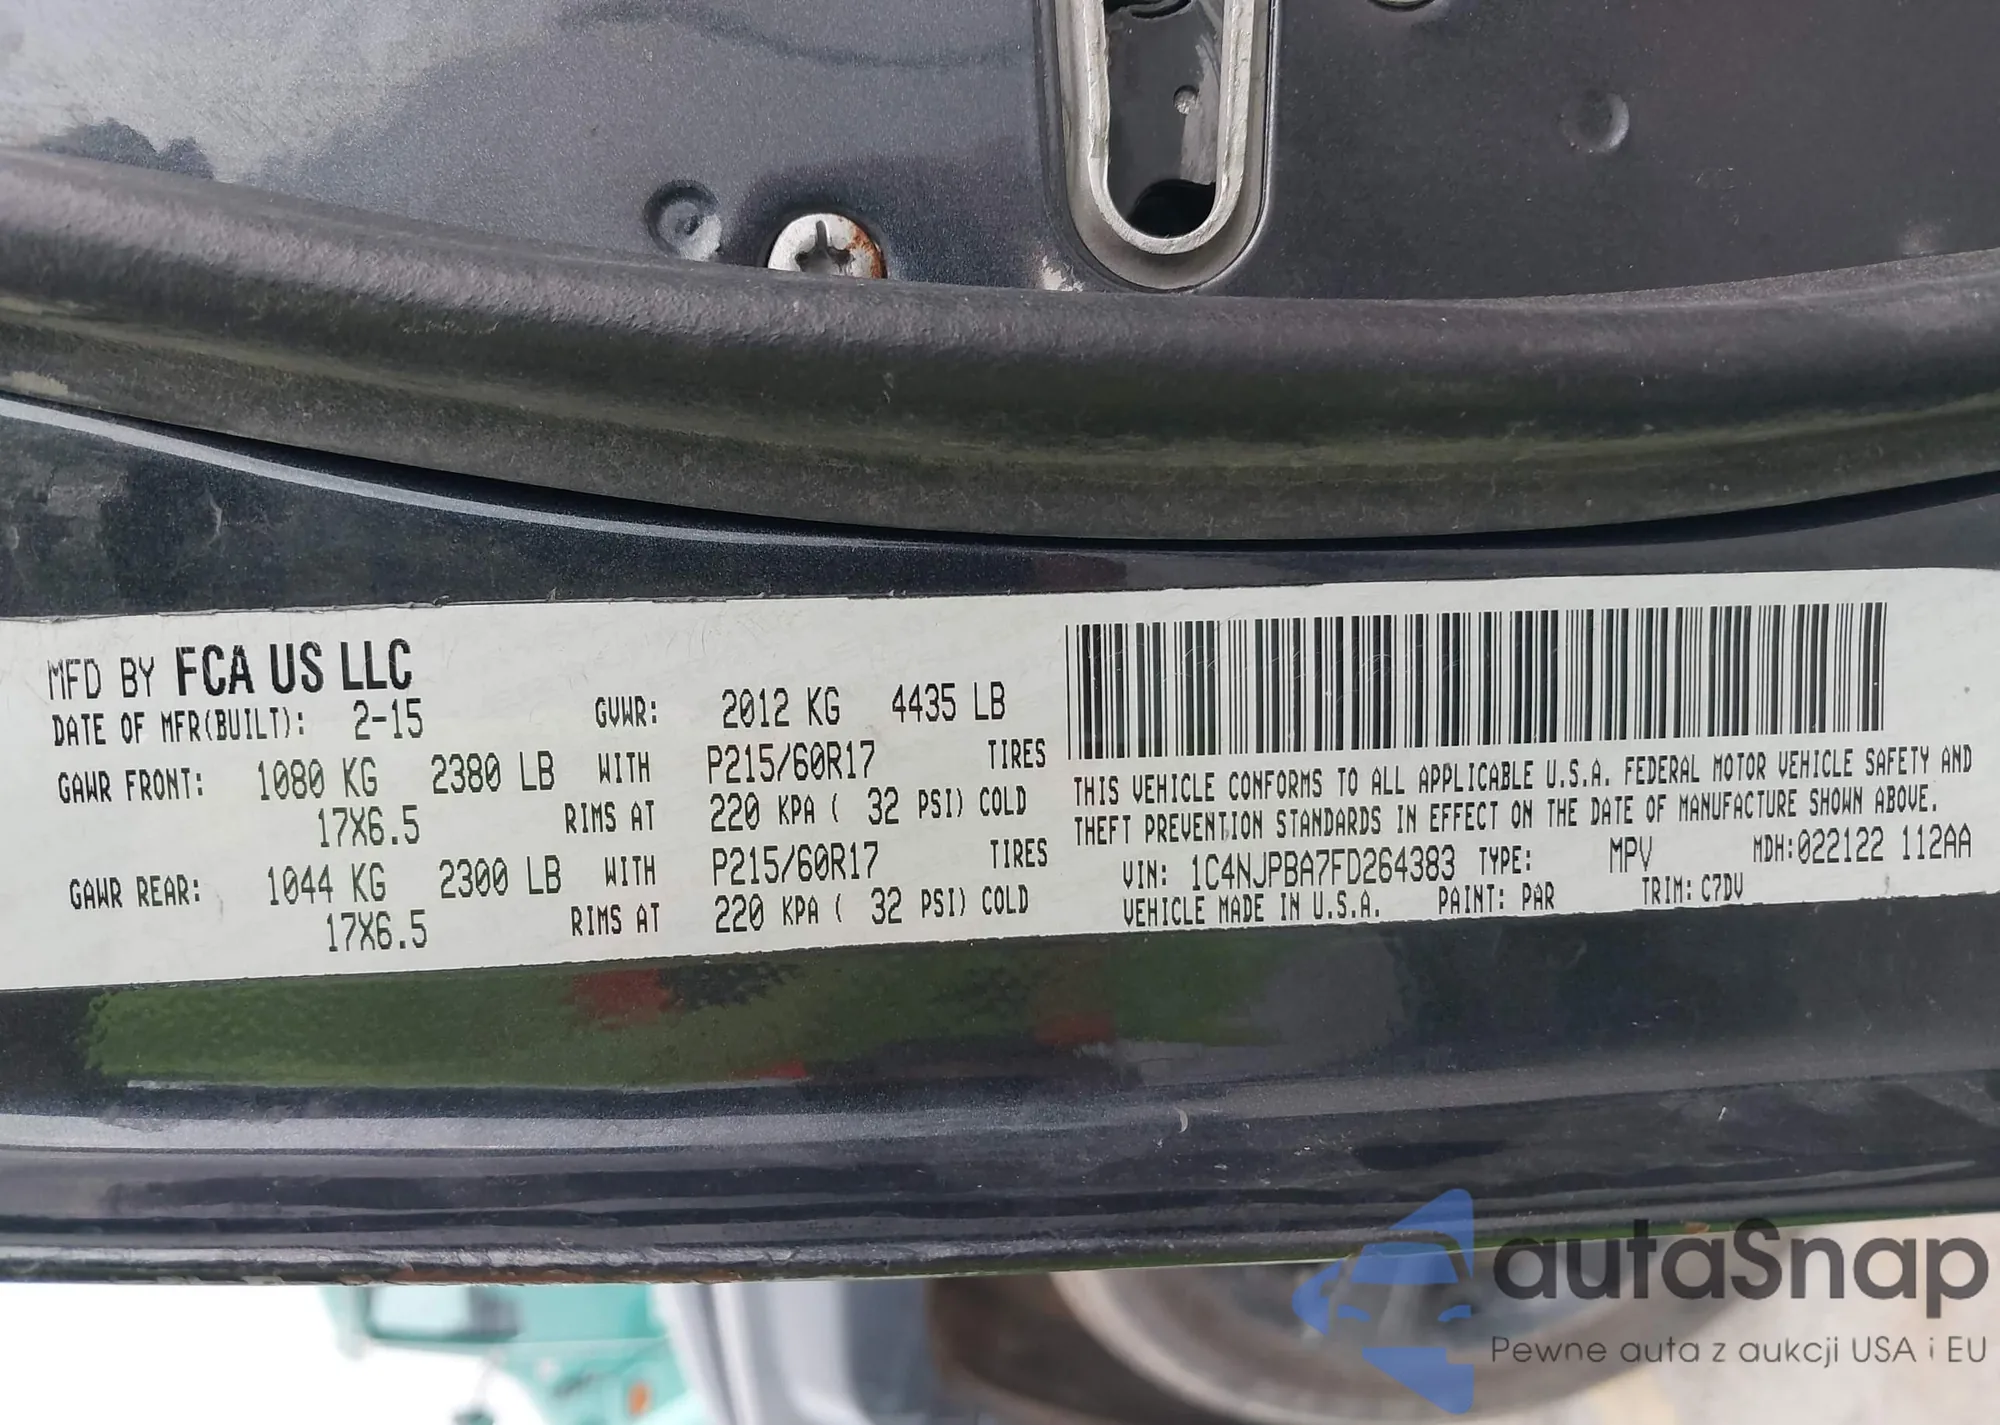 MFD BY FCA US LLC
DATE OF MFR(BUILT): 2-15 GVWR: 2012 KG 4435 LB
GAWR FRONT: 1080 KG 2380 LB WITH P215/60R17 TIRES
17X6.5 RIMS AT 220 KPA ( 32 PSI) COLD
GAWR REAR: 1044 KG 2300 LB WITH P215/60R17 TIRES
17X6.5 RIMS AT 220 KPA ( 32 PSI) COLD
THIS VEHICLE CONFORMS TO ALL APPLICABLE U.S.A. FEDERAL MOTOR VEHICLE SAFETY AND
THEFT PREVENTION STANDARDS IN EFFECT ON THE DATE OF MANUFACTURE SHOWN ABOVE.
VIN: 1C4NJPBA7FD264383 TYPE: MPV MDH:022122 112AA
VEHICLE MADE IN U.S.A. PAINT: PAR TRIM: C7DV
autaSnap
Pewne auta z aukcji USA i EU